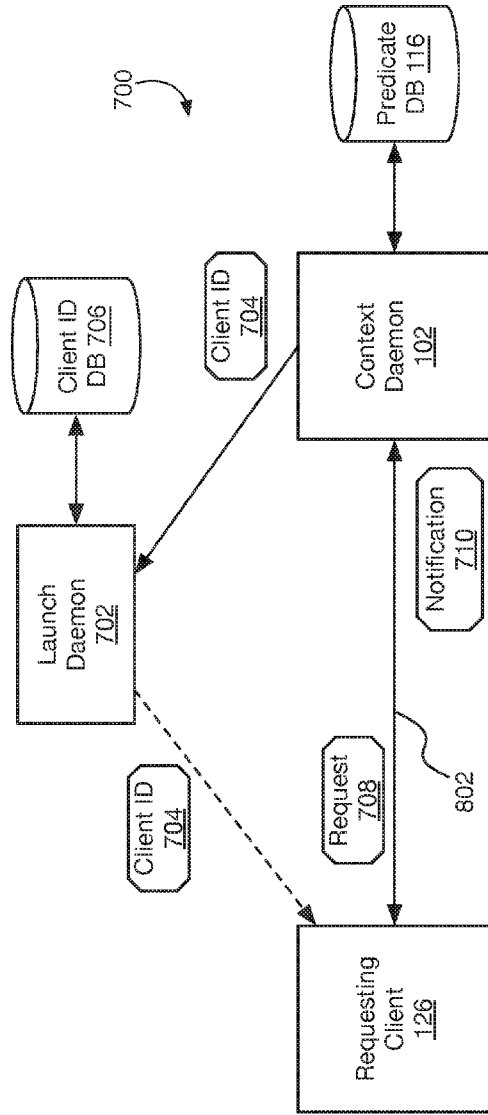 700
Client ID
DB 706
Launch
Daemon
702
Client ID
704
Client ID
704
Predicate
DB 116
Context
Daemon
102
Notification
710
Request
708
802
Requesting
Client
126